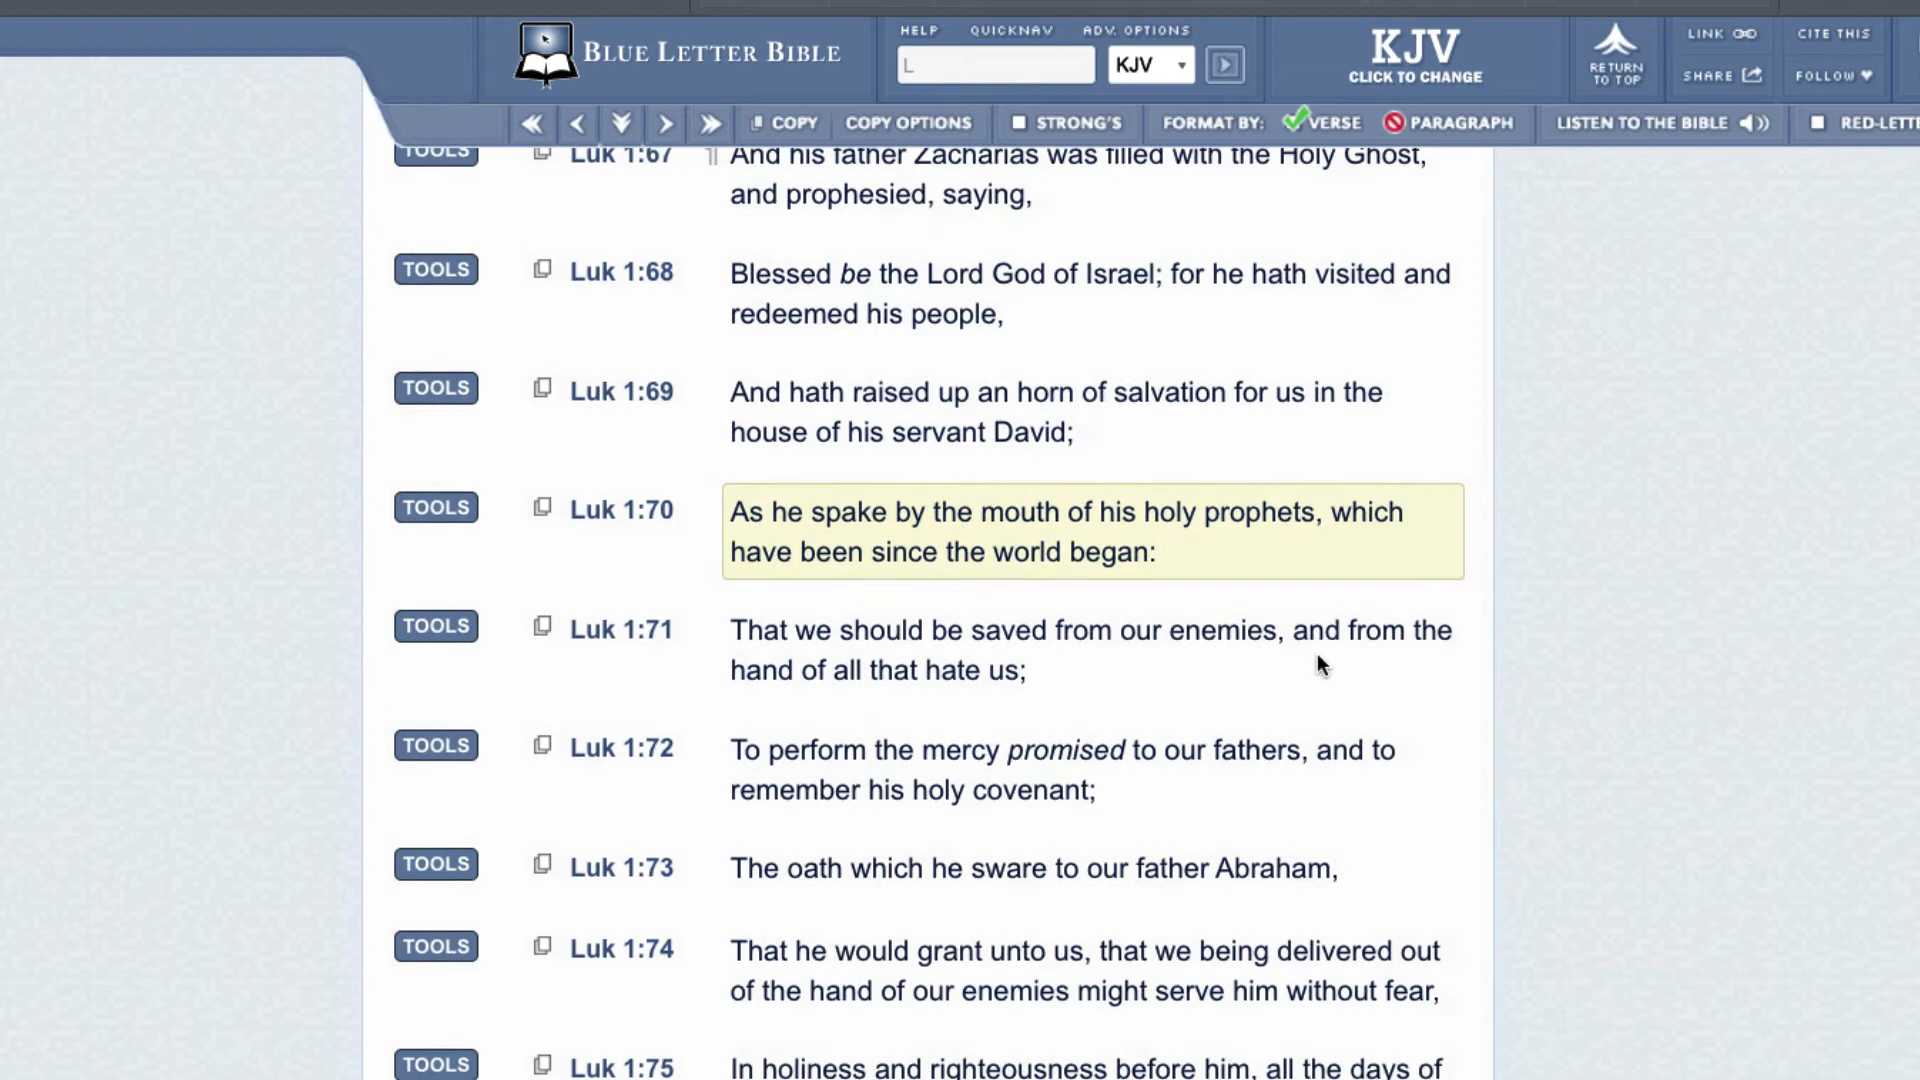 HELP QUICKNAV ADV. OPTIONS
BLUE LETTER BIBLE
L
KJV
KJV
CLICK TO CHANGE
RETURN
TO TOP
LINK
SHARE
CITE THIS
FOLLOW
COPY COPY OPTIONS STRONG'S FORMAT BY: VERSE PARAGRAPH LISTEN TO THE BIBLE RED-LETT
TOOLS Luk 1:67 ¶ And his father Zacharias was filled with the Holy Ghost,
and prophesied, saying,
TOOLS Luk 1:68 Blessed be the Lord God of Israel; for he hath visited and
redeemed his people,
TOOLS Luk 1:69 And hath raised up an horn of salvation for us in the
house of his servant David;
TOOLS Luk 1:70 As he spake by the mouth of his holy prophets, which
have been since the world began:
TOOLS Luk 1:71 That we should be saved from our enemies, and from the
hand of all that hate us;
TOOLS Luk 1:72 To perform the mercy promised to our fathers, and to
remember his holy covenant;
TOOLS Luk 1:73 The oath which he sware to our father Abraham,
TOOLS Luk 1:74 That he would grant unto us, that we being delivered out
of the hand of our enemies might serve him without fear,
TOOLS Luk 1:75 In holiness and righteousness before him, all the days of